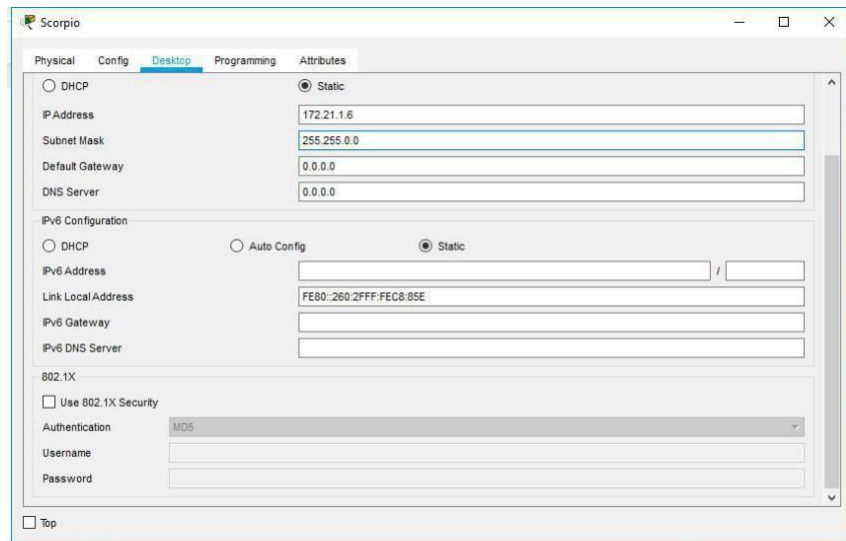 Scorpio
Physical Config Desktop Programming Attributes
DHCP Static
IP Address 172.21.1.6
Subnet Mask 255.255.0.0
Default Gateway 0.0.0.0
DNS Server 0.0.0.0
IPv6 Configuration
DHCP Auto Config Static
IPv6 Address /
Link Local Address FE80::260:2FFF:FEC8:85E
IPv6 Gateway
IPv6 DNS Server
802.1X
Use 802.1X Security
Authentication MD5
Username
Password
Top